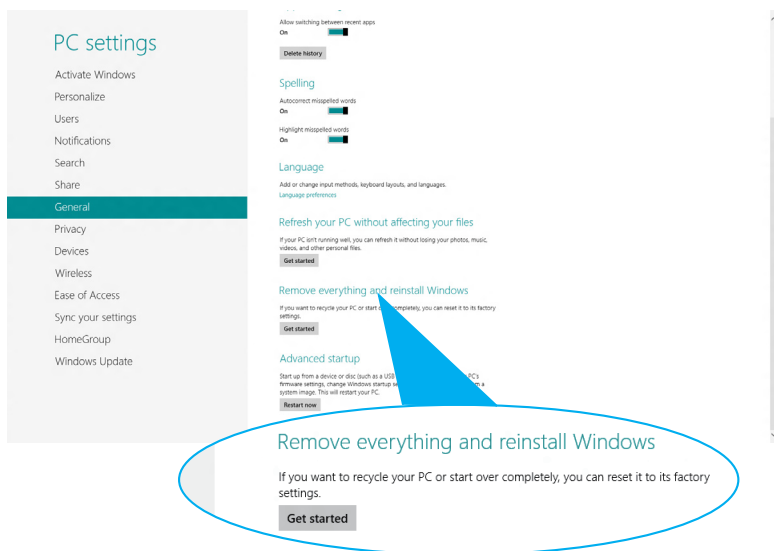 PC settings
Activate Windows
Personalize
Users
Notifications
Search
Share
General
Privacy
Devices
Wireless
Ease of Access
Sync your settings
HomeGroup
Windows Update
Allow switching between recent apps
On
Delete history
Spelling
Autocorrect misspelled words
On
Highlight misspelled words
On
Language
Add or change input methods, keyboard layouts, and languages.
Language preferences
Refresh your PC without affecting your files
If your PC isn't running well, you can refresh it without losing your photos, music,
videos, and other personal files.
Get started
Remove everything and reinstall Windows
If you want to recycle your PC or start over completely, you can reset it to its factory
settings.
Get started
Advanced startup
Start up from a device or disc (such as a USB PC's
firmware settings, change Windows startup a
system image. This will restart your PC.
Restart now
Remove everything and reinstall Windows
If you want to recycle your PC or start over completely, you can reset it to its factory
settings.
Get started